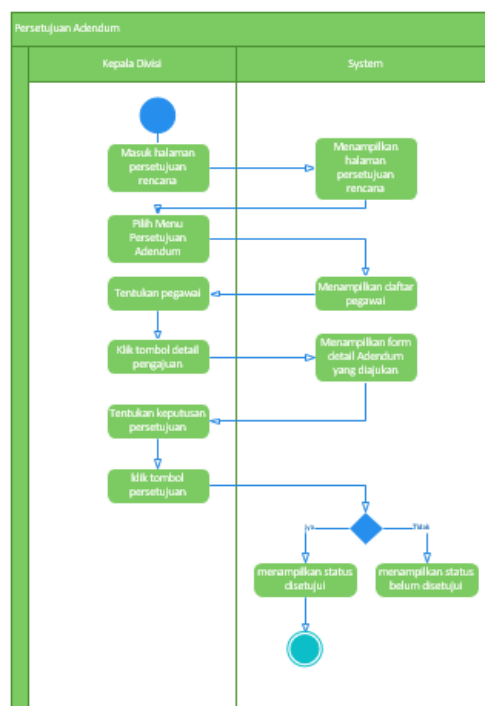 Persetujuan Adendum
Kepala Divisi
System
Masuk halaman
persetujuan
rencana
Menampilkan
halaman
persetujuan
rencana
Pilih Menu
Persetujuan
Adendum
Menampilkan daftar
pegawai
Tentukan pegawai
Klik tombol detail
pengajuan
Menampilkan form
detail Adendum
yang diajukan
Tentukan keputusan
persetujuan
klik tombol
persetujuan
iya
Tidak
menampilkan status
disetujui
menampilkan status
belum disetujui